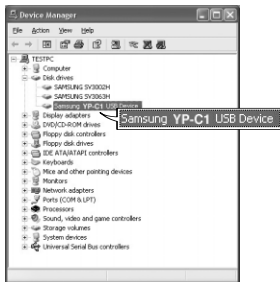 Device Manager
File Action View Help
TESTPC
Computer
Disk drives
SAMSUNG SV3002H
SAMSUNG SV3063H
Samsung YP-C1 USB Device
Samsung YP-C1 USB Device
Display adapters
DVD/CD-ROM drives
Floppy disk controllers
Floppy disk drives
IDE ATA/ATAPI controllers
Keyboards
Mice and other pointing devices
Monitors
Network adapters
Ports (COM & LPT)
Processors
Sound, video and game controllers
Storage volumes
System devices
Universal Serial Bus controllers